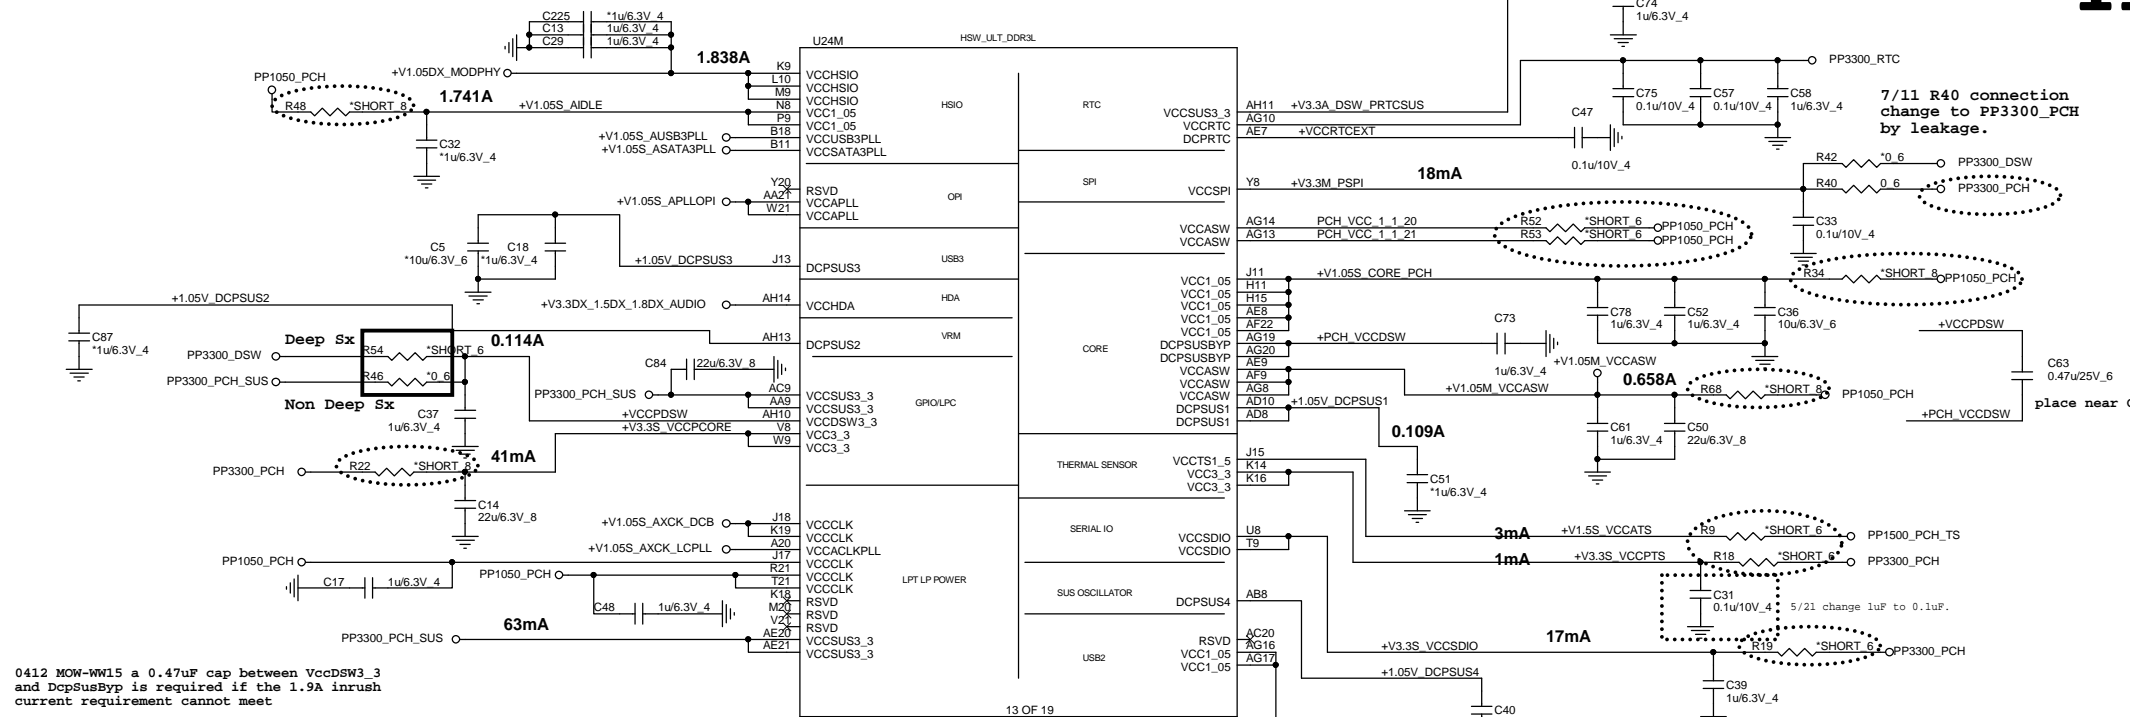 C225 *1u/6.3V_4
C13 1u/6.3V_4
C29 1u/6.3V_4
+V1.05DX_MODPHY
1.838A
PP1050_PCH
R48 *SHORT_8
1.741A
+V1.05S_AIDLE
C32
*1u/6.3V_4
+V1.05S_AUSB3PLL
+V1.05S_ASATA3PLL
+V1.05S_APLLOPI
C5
*10u/6.3V_6
C18
*1u/6.3V_4
+1.05V_DCPSUS3
+1.05V_DCPSUS2
+V3.3DX_1.5DX_1.8DX_AUDIO
C87
*1u/6.3V_4
Deep Sx
PP3300_DSW
R54 *SHORT_6
0.114A
PP3300_PCH_SUS
R46 *0_6
Non Deep Sx
C84 22u/6.3V_8
PP3300_PCH_SUS
C37
1u/6.3V_4
+VCCPDSW
+V3.3S_VCCPCORE
PP3300_PCH
R22 *SHORT_8
41mA
C14
22u/6.3V_8
+V1.05S_AXCK_DCB
+V1.05S_AXCK_LCPLL
PP1050_PCH
C17 1u/6.3V_4
PP1050_PCH
C48 1u/6.3V_4
63mA
PP3300_PCH_SUS
0412 MOW-WW15 a 0.47uF cap between VccDSW3_3
and DcpSusByp is required if the 1.9A inrush
current requirement cannot meet
U24M
HSW_ULT_DDR3L
K9 VCCHSIO
L10 VCCHSIO
M9 VCCHSIO
N8 VCC1_05
P9 VCC1_05
B18 VCCUSB3PLL
B11 VCCSATA3PLL
Y20 RSVD
AA21 VCCAPLL
W21 VCCAPLL
J13 DCPSUS3
AH14 VCCHDA
AH13 DCPSUS2
AC9 VCCSUS3_3
AA9 VCCSUS3_3
AH10 VCCDSW3_3
V8 VCC3_3
W9 VCC3_3
J18 VCCCLK
K19 VCCCLK
A20 VCCACLKPLL
J17 VCCCLK
R21 VCCCLK
T21 VCCCLK
K18 RSVD
M20 RSVD
V21 RSVD
AE20 VCCSUS3_3
AE21 VCCSUS3_3
HSIO
OPI
USB3
HDA
VRM
GPIO/LPC
LPT LP POWER
RTC
SPI
CORE
THERMAL SENSOR
SERIAL IO
SUS OSCILLATOR
USB2
VCCSUS3_3 AH11
VCCRTC AG10
DCPRTC AE7
VCCSPI Y8
VCCASW AG14
VCCASW AG13
VCC1_05 J11
VCC1_05 H11
VCC1_05 H15
VCC1_05 AE8
VCC1_05 AF22
DCPSUSBYP AG19
DCPSUSBYP AG20
VCCASW AE9
VCCASW AF9
VCCASW AG8
DCPSUS1 AD10
DCPSUS1 AD8
VCCTS1_5 J15
VCC3_3 K14
VCC3_3 K16
VCCSDIO U8
VCCSDIO T9
DCPSUS4 AB8
RSVD AC20
VCC1_05 AG16
VCC1_05 AG17
13 OF 19
C74
1u/6.3V_4
PP3300_RTC
+V3.3A_DSW_PRTCSUS
+VCCRTCEXT
C47
0.1u/10V_4
C75
0.1u/10V_4
C57
0.1u/10V_4
C58
1u/6.3V_4
7/11 R40 connection
change to PP3300_PCH
by leakage.
R42 *0_6 PP3300_DSW
+V3.3M_PSPI
18mA
R40 0_6 PP3300_PCH
C33
0.1u/10V_4
PCH_VCC_1_1_20 R52 *SHORT_6 PP1050_PCH
PCH_VCC_1_1_21 R53 *SHORT_6 PP1050_PCH
+V1.05S_CORE_PCH
R34 *SHORT_8 PP1050_PCH
C78
1u/6.3V_4
C52
1u/6.3V_4
C36
10u/6.3V_6
+PCH_VCCDSW
C73
1u/6.3V_4
+VCCPDSW
C63
0.47u/25V_6
+PCH_VCCDSW
+V1.05M_VCCASW
+V1.05M_VCCASW
0.658A
R68 *SHORT_8 PP1050_PCH
C61
1u/6.3V_4
C50
22u/6.3V_8
place near
+1.05V_DCPSUS1
0.109A
C51
*1u/6.3V_4
3mA +V1.5S_VCCATS R9 *SHORT_6 PP1500_PCH_TS
1mA +V3.3S_VCCPTS R18 *SHORT_6 PP3300_PCH
C31
0.1u/10V_4
5/21 change 1uF to 0.1uF.
+V3.3S_VCCSDIO
17mA
R19 *SHORT_6 PP3300_PCH
C39
1u/6.3V_4
+1.05V_DCPSUS4
C40